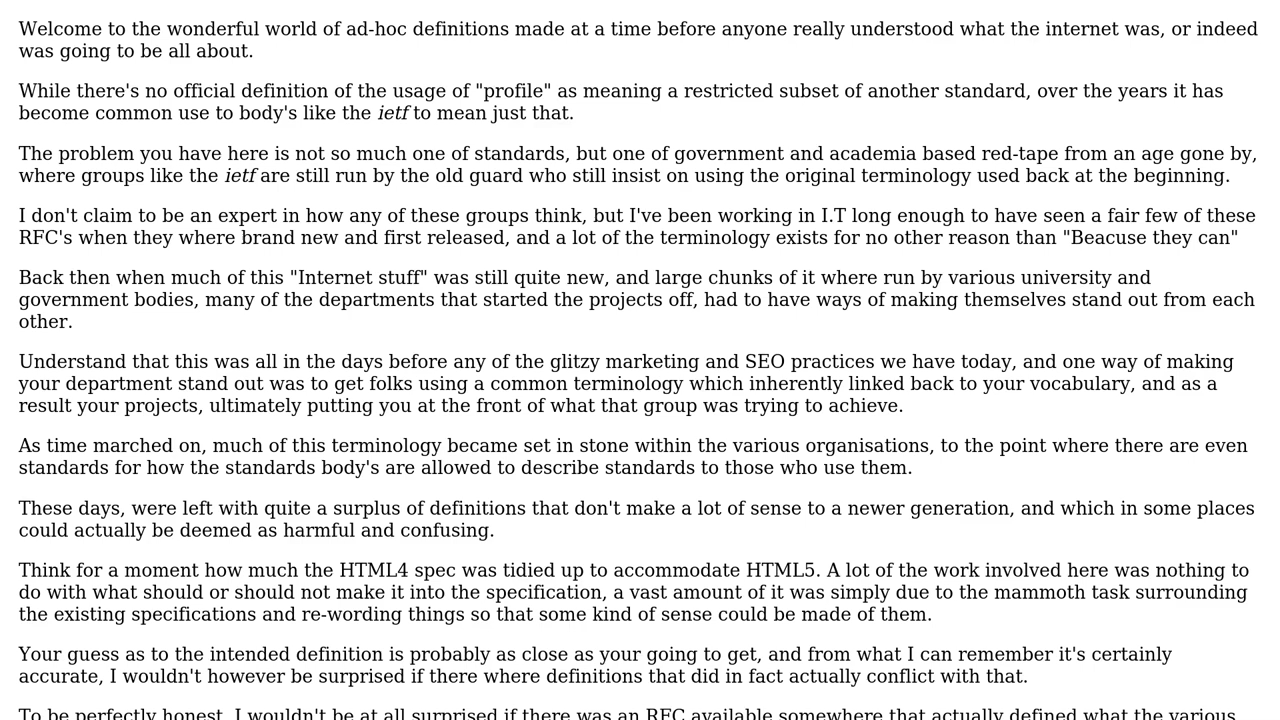 Welcome to the wonderful world of ad-hoc definitions made at a time before anyone really understood what the internet was, or indeed
was going to be all about.
While there's no official definition of the usage of "profile" as meaning a restricted subset of another standard, over the years it has
become common use to body's like the ietf to mean just that.
The problem you have here is not so much one of standards, but one of government and academia based red-tape from an age gone by,
where groups like the ietf are still run by the old guard who still insist on using the original terminology used back at the beginning.
I don't claim to be an expert in how any of these groups think, but I've been working in I.T long enough to have seen a fair few of these
RFC's when they where brand new and first released, and a lot of the terminology exists for no other reason than "Beacuse they can"
Back then when much of this "Internet stuff" was still quite new, and large chunks of it where run by various university and
government bodies, many of the departments that started the projects off, had to have ways of making themselves stand out from each
other.
Understand that this was all in the days before any of the glitzy marketing and SEO practices we have today, and one way of making
your department stand out was to get folks using a common terminology which inherently linked back to your vocabulary, and as a
result your projects, ultimately putting you at the front of what that group was trying to achieve.
As time marched on, much of this terminology became set in stone within the various organisations, to the point where there are even
standards for how the standards body's are allowed to describe standards to those who use them.
These days, were left with quite a surplus of definitions that don't make a lot of sense to a newer generation, and which in some places
could actually be deemed as harmful and confusing.
Think for a moment how much the HTML4 spec was tidied up to accommodate HTML5. A lot of the work involved here was nothing to
do with what should or should not make it into the specification, a vast amount of it was simply due to the mammoth task surrounding
the existing specifications and re-wording things so that some kind of sense could be made of them.
Your guess as to the intended definition is probably as close as your going to get, and from what I can remember it's certainly
accurate, I wouldn't however be surprised if there where definitions that did in fact actually conflict with that.
To be perfectly honest, I wouldn't be at all surprised if there was an RFC available somewhere that actually defined what the various